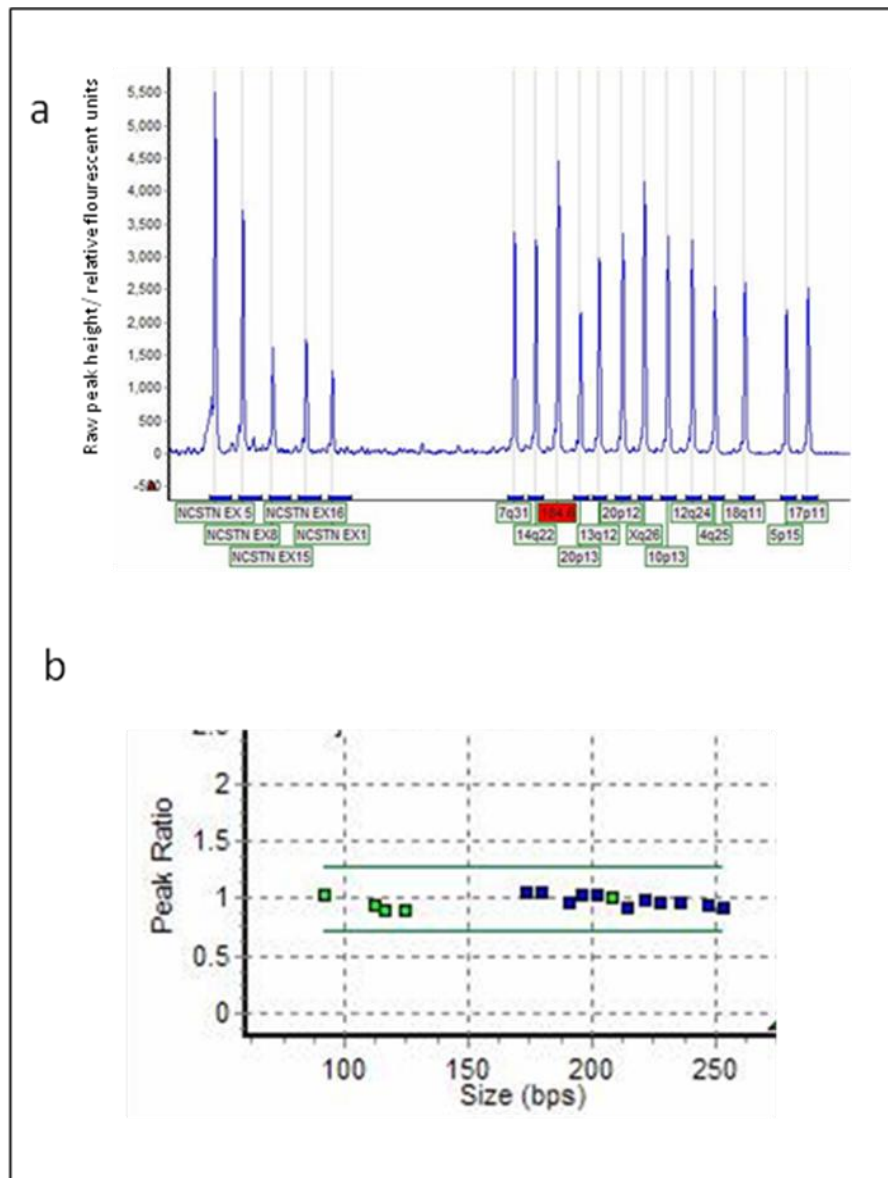 a
Raw peak height / relative flourescent units
5,500
5,000
4,500
4,000
3,500
3,000
2,500
2,000
1,500
1,000
500
0
NCSTN EX 5 NCSTN EX16 7q31 20p12 12q24 18q11 17p11
NCSTN EX8 NCSTN EX1 14q22 13q12 Xq26 4q25 5p15
NCSTN EX15 20p13 10p13
b
Peak Ratio
2
1.5
1
0.5
0
100 150 200 250
Size (bps)